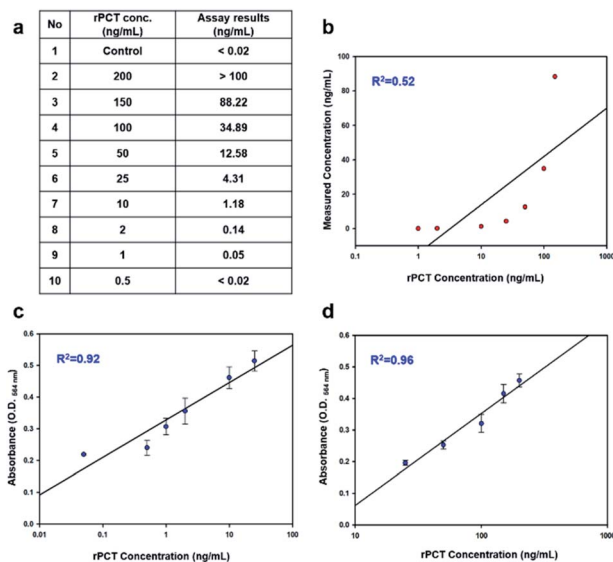 a
No rPCT conc. (ng/mL) Assay results (ng/mL)
1 Control < 0.02
2 200 > 100
3 150 88.22
4 100 34.89
5 50 12.58
6 25 4.31
7 10 1.18
8 2 0.14
9 1 0.05
10 0.5 < 0.02
b
R²=0.52
Measured Concentration (ng/mL)
100
80
60
40
20
0
0.1 1 10 100 1000
rPCT Concentration (ng/mL)
c
R²=0.92
Absorbance (O.D. 564 nm)
0.6
0.5
0.4
0.3
0.2
0.1
0.0
0.01 0.1 1 10 100
rPCT Concentration (ng/mL)
d
R²=0.96
Absorbance (O.D. 564 nm)
0.6
0.5
0.4
0.3
0.2
0.1
0.0
10 100 1000
rPCT Concentration (ng/mL)